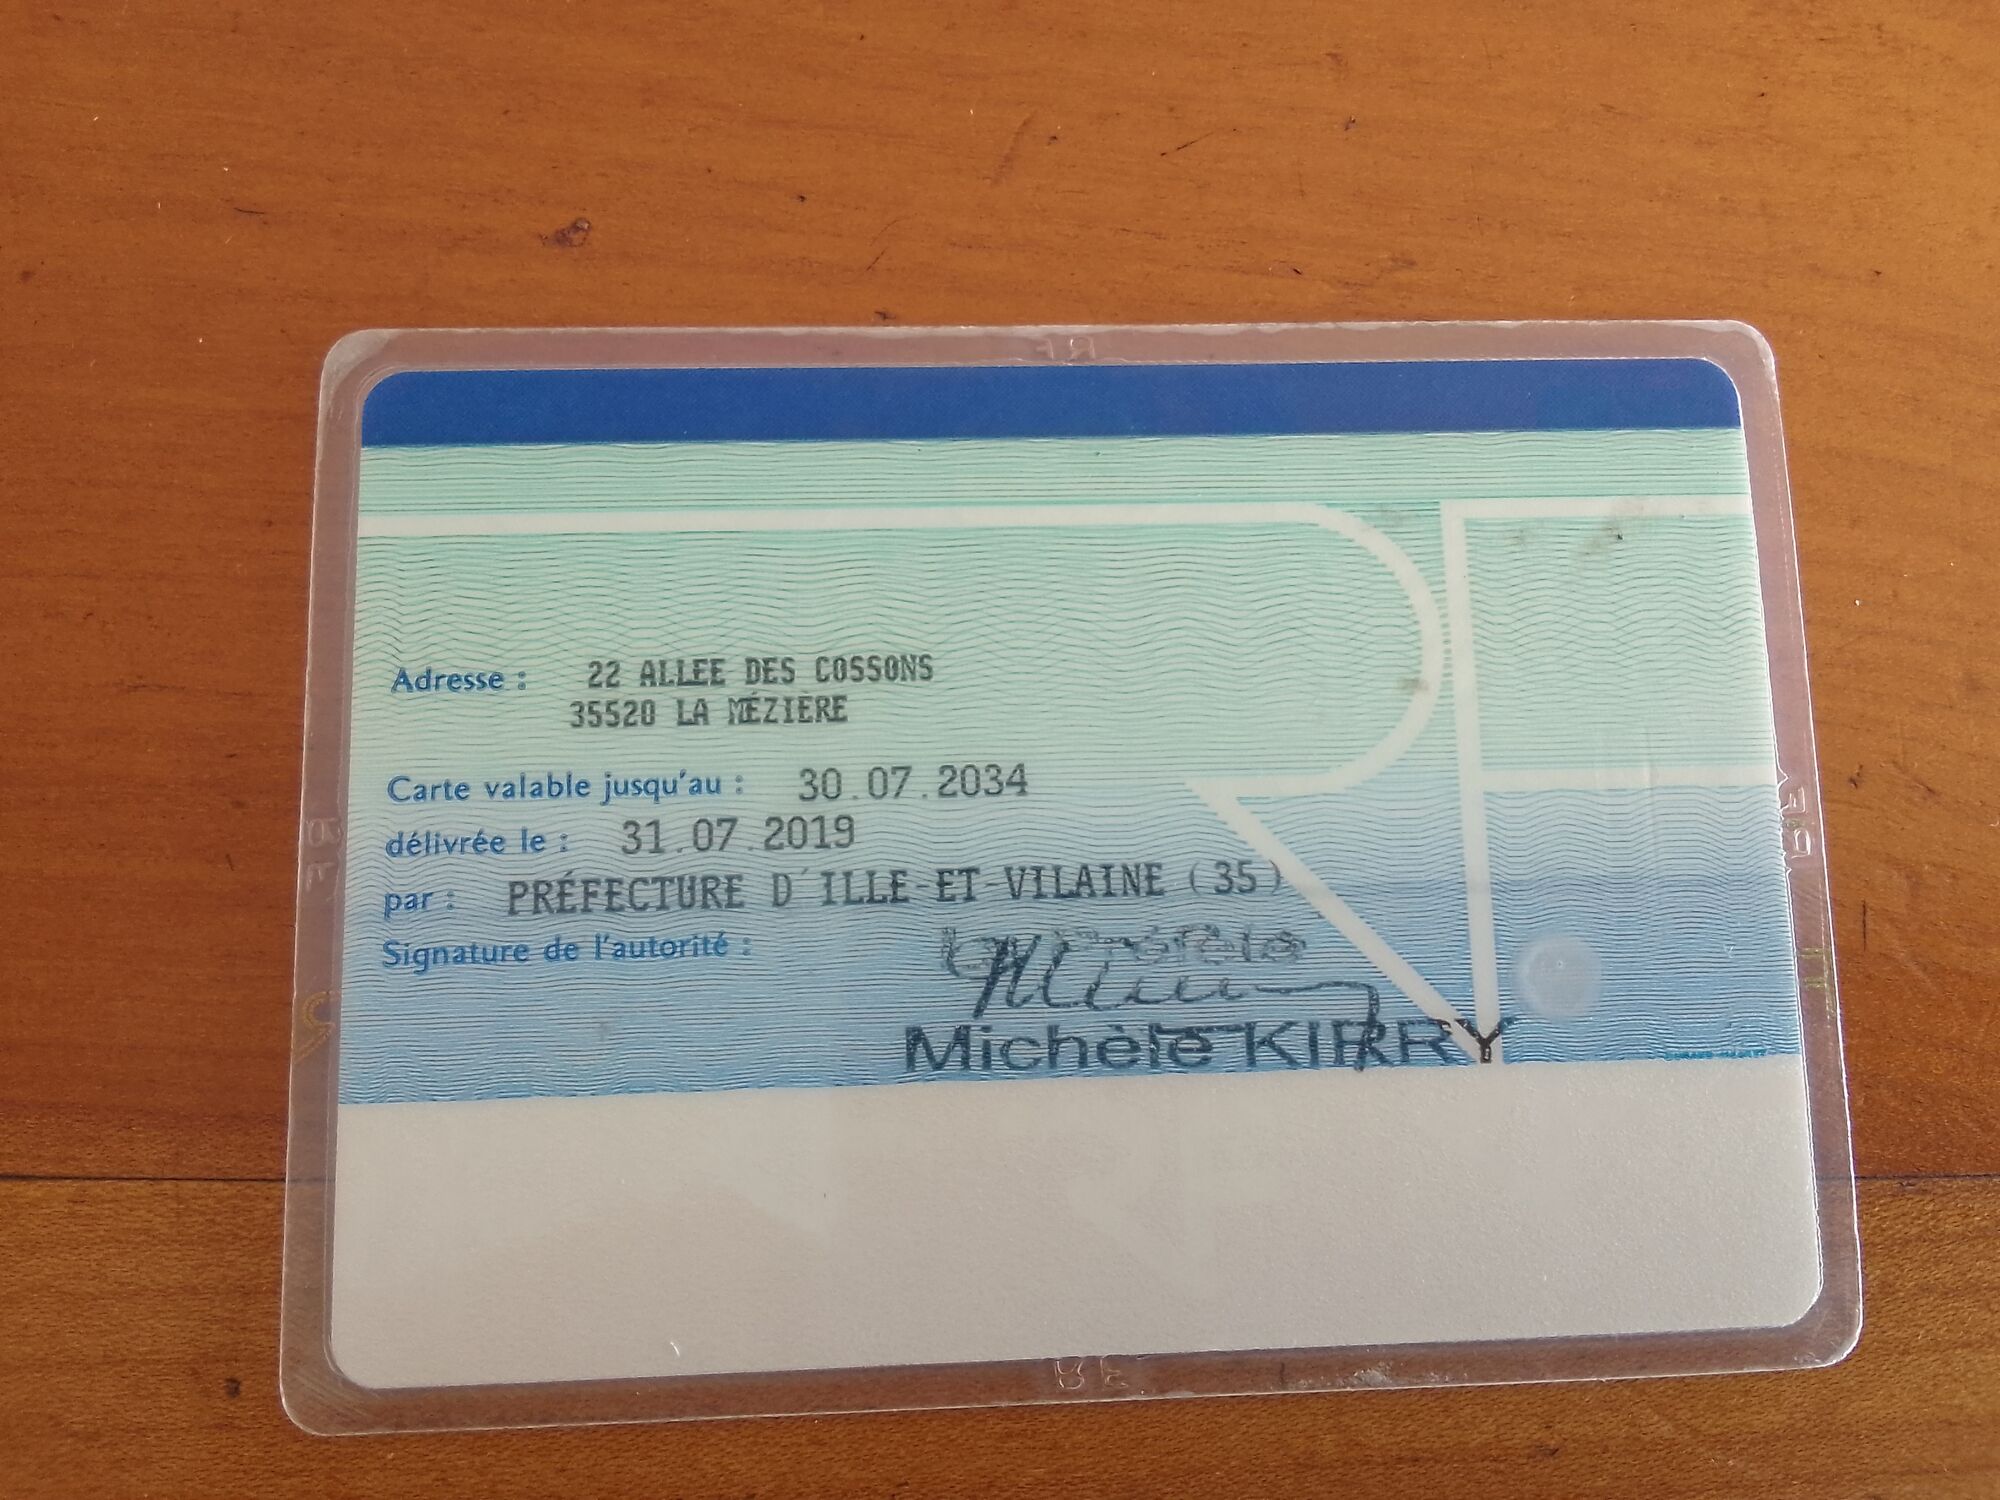 Adresse : 22 ALLEE DES COSSONS
35520 LA MÉZIÈRE
Carte valable jusqu'au : 30.07.2034
délivrée le : 31.07.2019
par : PRÉFECTURE D'ILLE-ET-VILAINE (35)
Signature de l'autorité :
Michèle KIRRY
RF